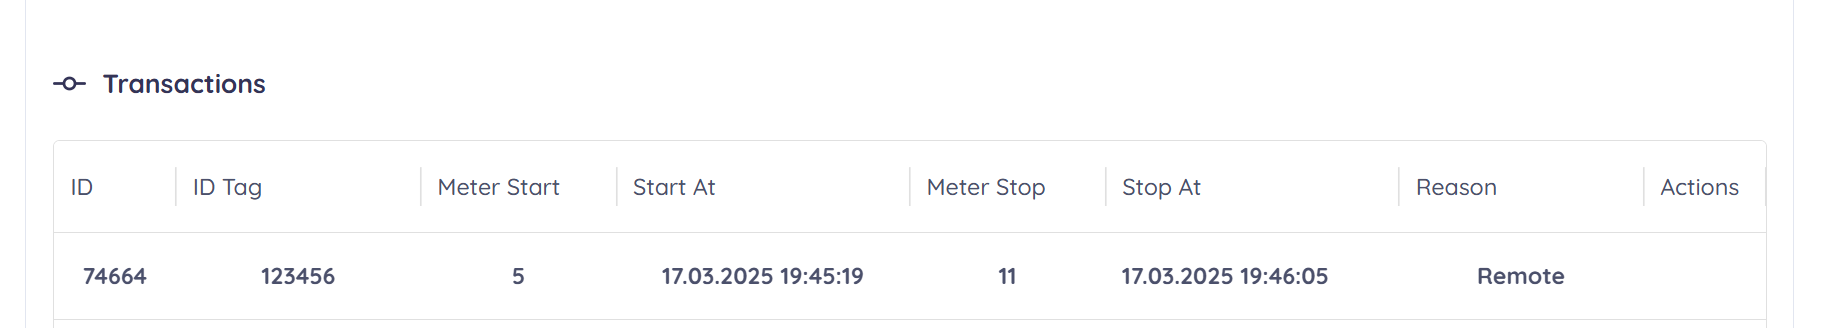 Transactions
ID ID Tag Meter Start Start At Meter Stop Stop At Reason Actions
74664 123456 5 17.03.2025 19:45:19 11 17.03.2025 19:46:05 Remote